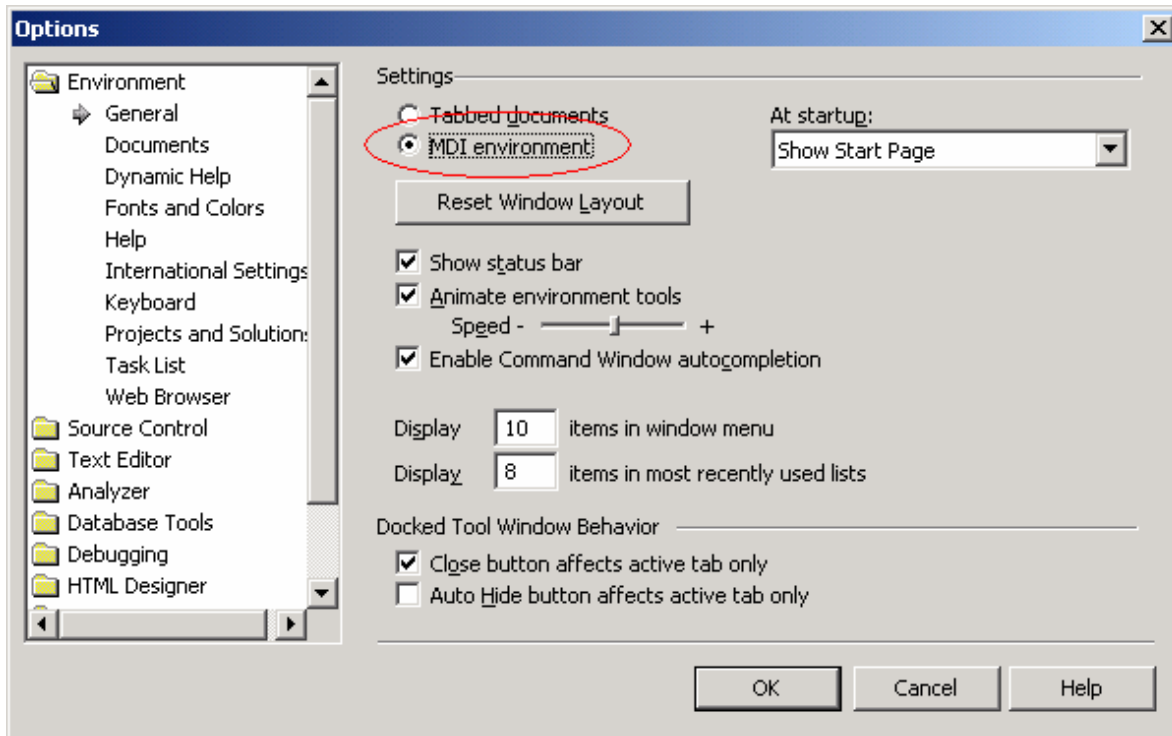 Options
Environment
General
Documents
Dynamic Help
Fonts and Colors
Help
International Settings
Keyboard
Projects and Solution
Task List
Web Browser
Source Control
Text Editor
Analyzer
Database Tools
Debugging
HTML Designer
Settings
Tabbed documents
MDI environment
At startup:
Show Start Page
Reset Window Layout
Show status bar
Animate environment tools
Speed - +
Enable Command Window autocompletion
Display 10 items in window menu
Display 8 items in most recently used lists
Docked Tool Window Behavior
Close button affects active tab only
Auto Hide button affects active tab only
OK Cancel Help